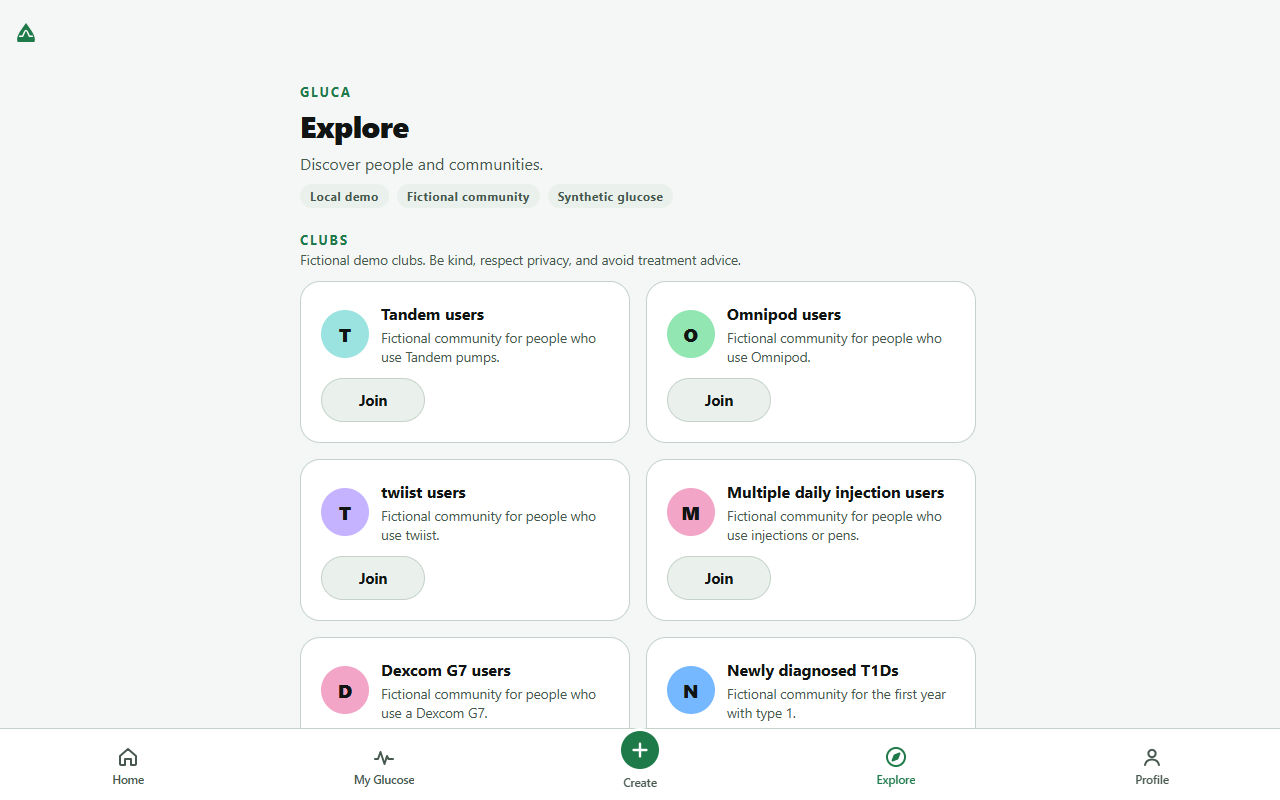 GLUCA
Explore
Discover people and communities.
Local demo
Fictional community
Synthetic glucose
CLUBS
Fictional demo clubs. Be kind, respect privacy, and avoid treatment advice.
T
Tandem users
Fictional community for people who
use Tandem pumps.
Join
O
Omnipod users
Fictional community for people who
use Omnipod.
Join
T
twiist users
Fictional community for people who
use twiist.
Join
M
Multiple daily injection users
Fictional community for people who
use injections or pens.
Join
D
Dexcom G7 users
Fictional community for people who
use a Dexcom G7.
N
Newly diagnosed T1Ds
Fictional community for the first year
with type 1.
Home
My Glucose
Create
Explore
Profile